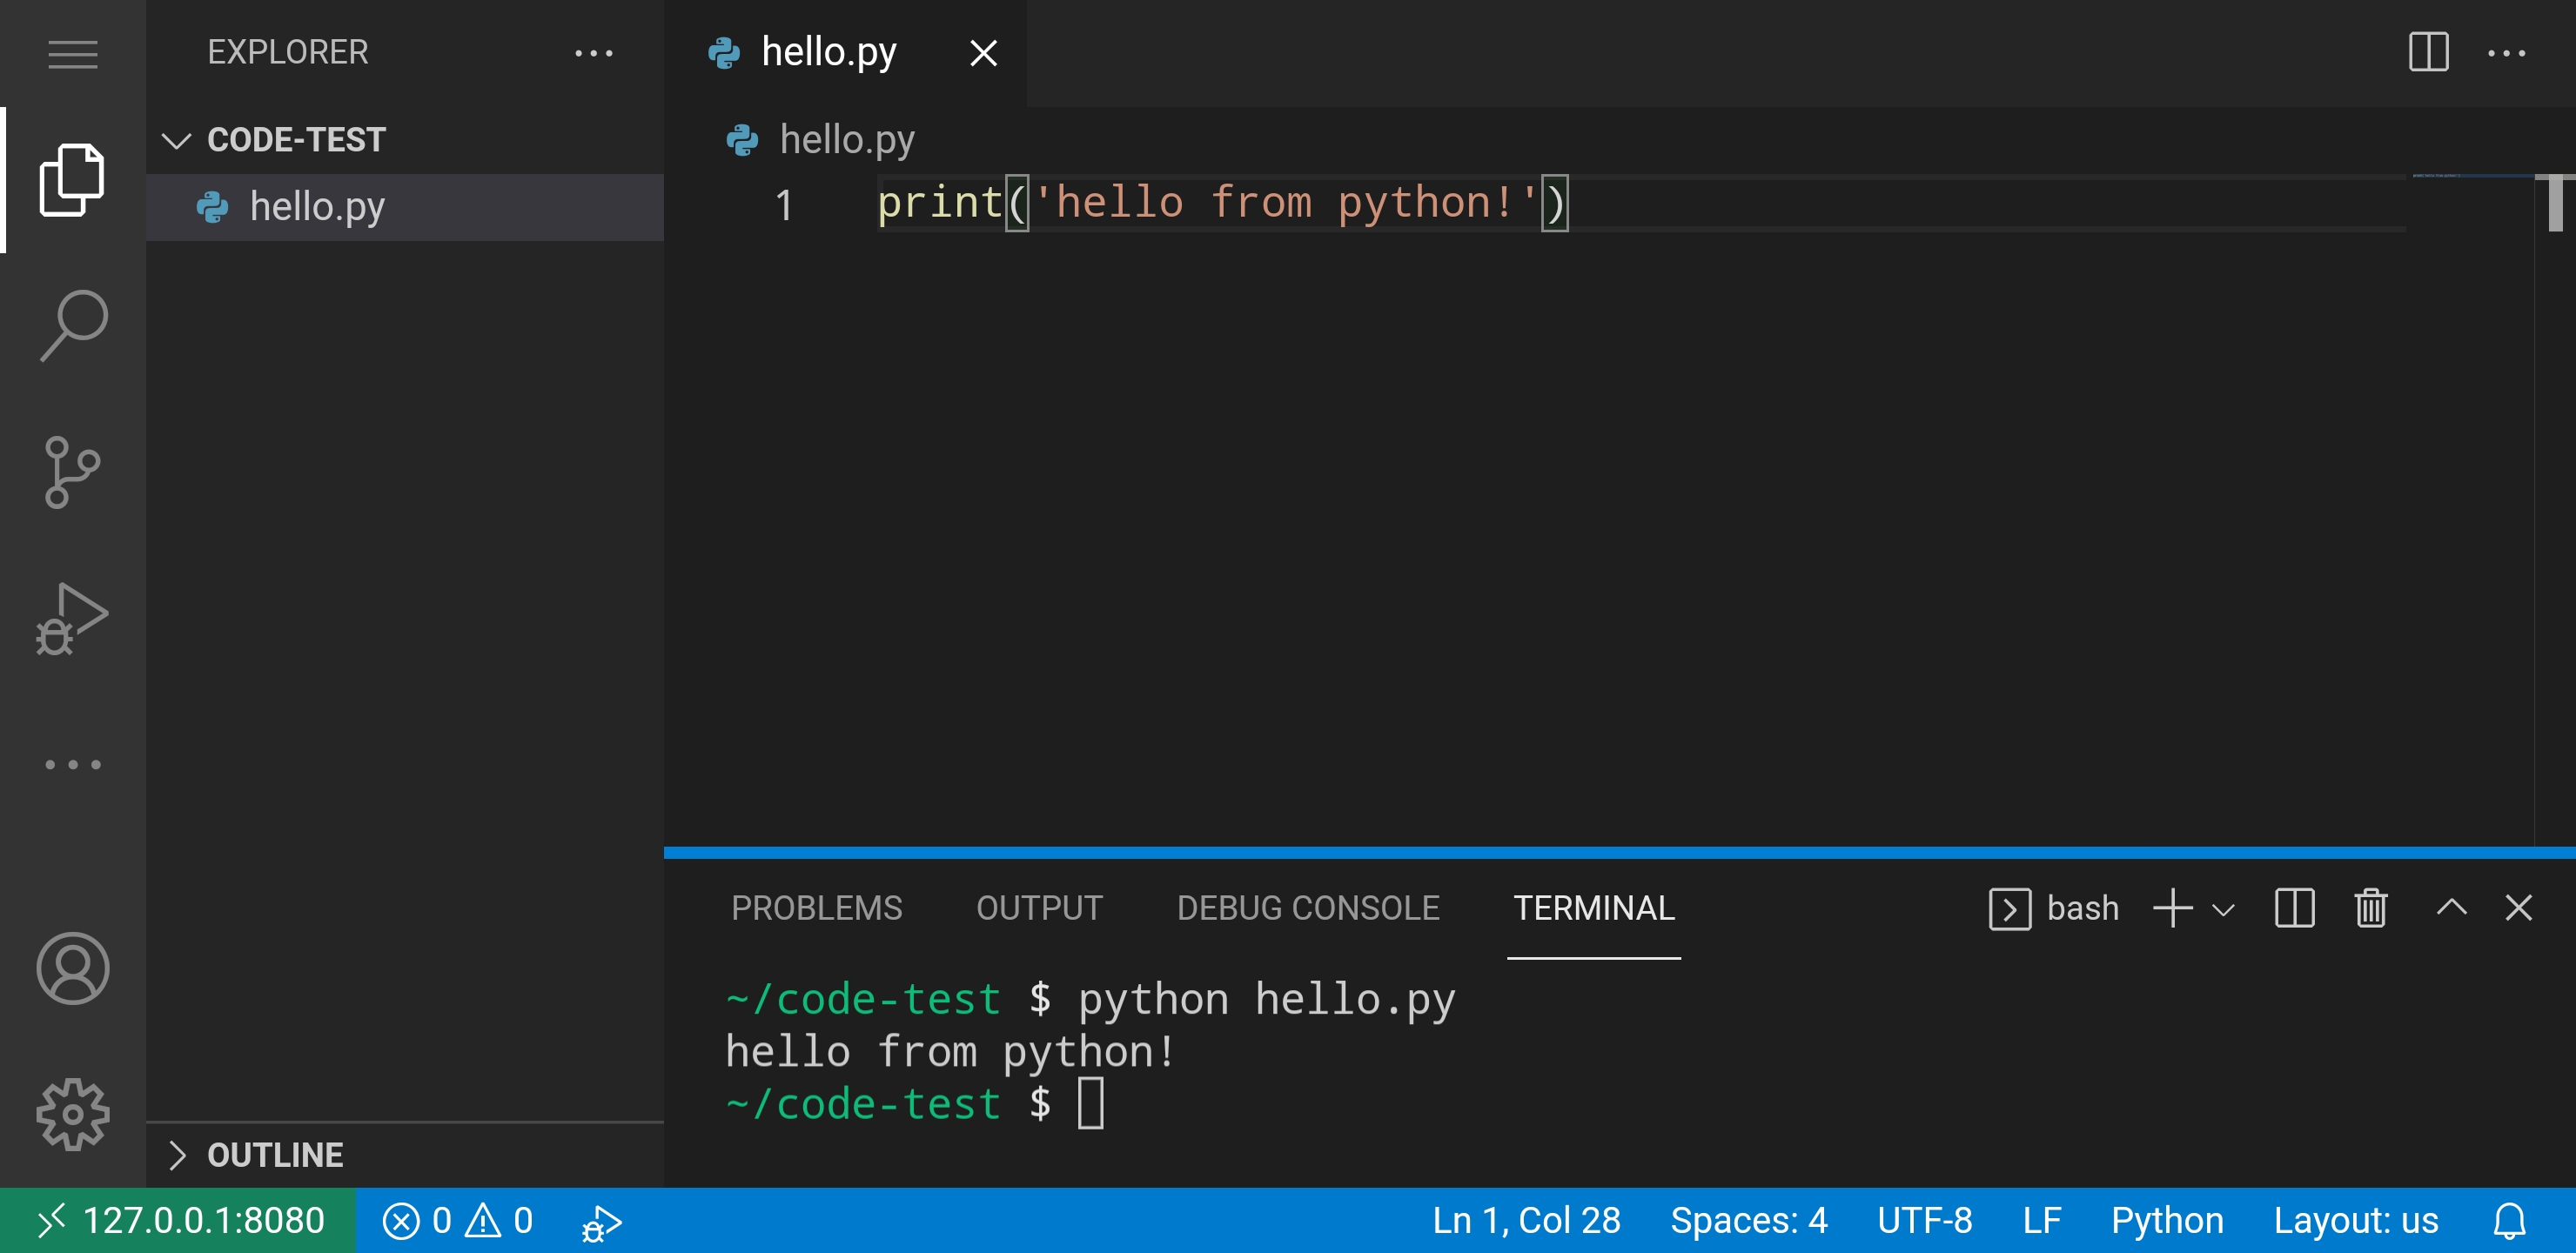 EXPLORER
CODE-TEST
hello.py
OUTLINE
hello.py
hello.py
1 print('hello from python!')
PROBLEMS OUTPUT DEBUG CONSOLE TERMINAL bash
~/code-test $ python hello.py
hello from python!
~/code-test $
127.0.0.1:8080 0 0 Ln 1, Col 28 Spaces: 4 UTF-8 LF Python Layout: us